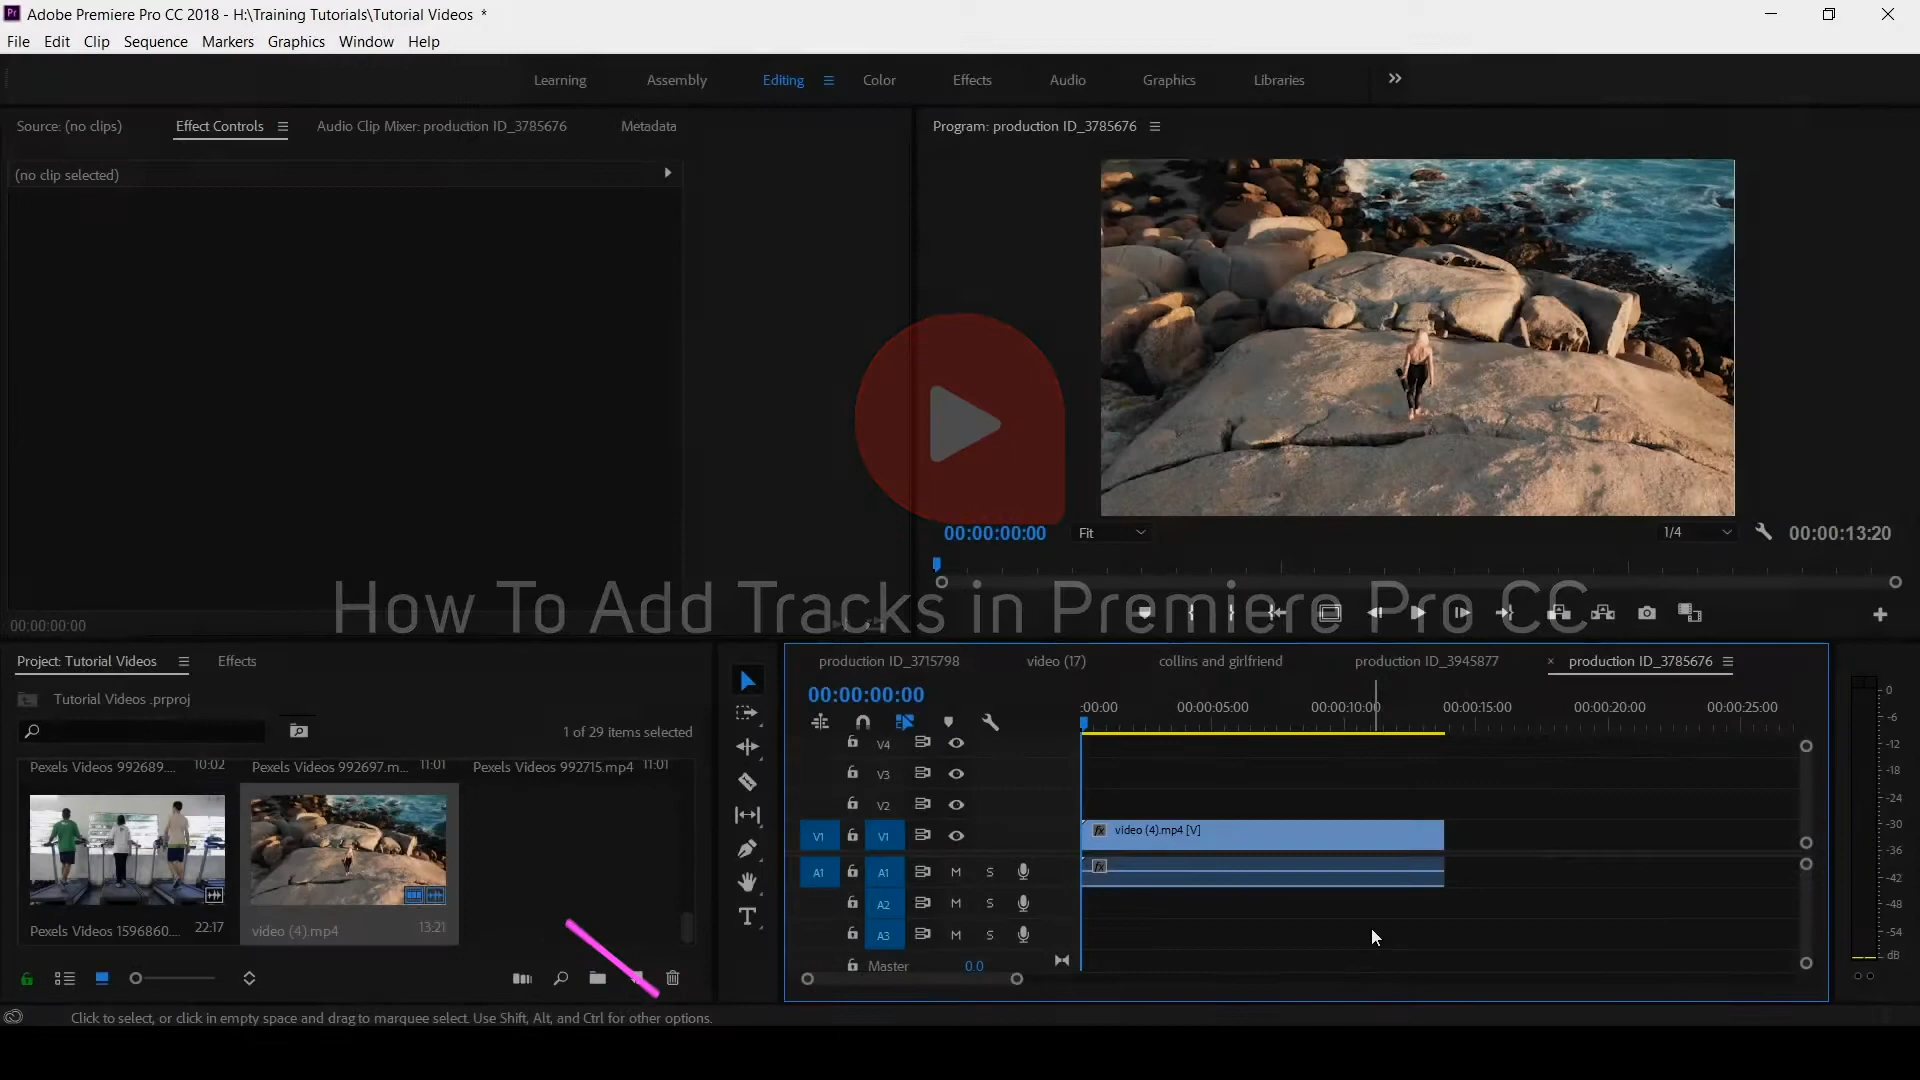 Pr Adobe Premiere Pro CC 2018 - H:\Training Tutorials\Tutorial Videos *
File Edit Clip Sequence Markers Graphics Window Help
Learning Assembly Editing Color Effects Audio Graphics Libraries
Source: (no clips) Effect Controls Audio Clip Mixer: production ID_3785676 Metadata
Program: production ID_3785676
(no clip selected)
00:00:00:00 Fit 1/4 00:00:13:20
How To Add Tracks in Premiere Pro CC
00:00:00:00
Project: Tutorial Videos Effects
Tutorial Videos .prproj
1 of 29 items selected
Pexels Videos 992689.... 10:02 Pexels Videos 992697.m... 11:01 Pexels Videos 992715.mp4 11:01
Pexels Videos 1596860.... 22:17 video (4).mp4 13:21
production ID_3715798 video (17) collins and girlfriend production ID_3945877 × production ID_3785676
00:00:00:00
:00:00 00:00:05:00 00:00:10:00 00:00:15:00 00:00:20:00 00:00:25:00
V4
V3
V2
V1 V1 fx video (4).mp4 [V]
A1 A1 M S fx
A2 M S
A3 M S
Master 0.0
T
0
-6
-12
-18
-24
-30
-36
-42
-48
-54
dB
Click to select, or click in empty space and drag to marquee select. Use Shift, Alt, and Ctrl for other options.